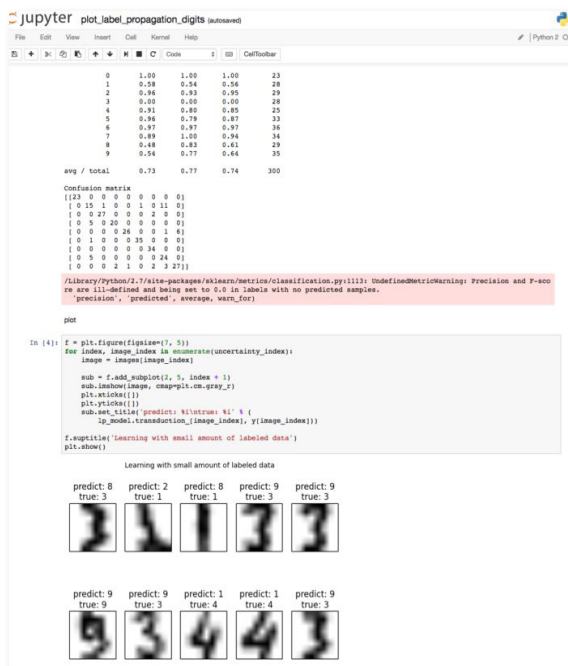 jupyter plot_label_propagation_digits (autosaved)
File Edit View Insert Cell Kernel Help Python 2
Code CellToolbar
0 1.00 1.00 1.00 23
1 0.58 0.54 0.56 28
2 0.96 0.93 0.95 29
3 0.00 0.00 0.00 28
4 0.91 0.80 0.85 25
5 0.96 0.79 0.87 33
6 0.97 0.97 0.97 36
7 0.89 1.00 0.94 34
8 0.48 0.83 0.61 29
9 0.54 0.77 0.64 35
avg / total 0.73 0.77 0.74 300
Confusion matrix
[[23 0 0 0 0 0 0 0 0]
[ 0 15 1 0 0 1 0 11 0]
[ 0 0 27 0 0 0 2 0 0]
[ 0 5 0 20 0 0 0 0 0]
[ 0 0 0 0 26 0 0 1 6]
[ 0 1 0 0 0 35 0 0 0]
[ 0 0 0 0 0 0 34 0 0]
[ 0 5 0 0 0 0 0 24 0]
[ 0 0 0 2 1 0 2 3 27]]
/Library/Python/2.7/site-packages/sklearn/metrics/classification.py:1113: UndefinedMetricWarning: Precision and F-sco
re are ill-defined and being set to 0.0 in labels with no predicted samples.
'precision', 'predicted', average, warn_for)
plot
In [4]: f = plt.figure(figsize=(7, 5))
for index, image_index in enumerate(uncertainty_index):
image = images[image_index]
sub = f.add_subplot(2, 5, index + 1)
sub.imshow(image, cmap=plt.cm.gray_r)
plt.xticks([])
plt.yticks([])
sub.set_title('predict: %i\ntrue: %i' % (
lp_model.transduction_[image_index], y[image_index]))
f.suptitle('Learning with small amount of labeled data')
plt.show()
Learning with small amount of labeled data
predict: 8 predict: 2 predict: 8 predict: 9 predict: 9
true: 3 true: 1 true: 1 true: 3 true: 3
predict: 9 predict: 9 predict: 1 predict: 1 predict: 9
true: 9 true: 3 true: 4 true: 4 true: 3